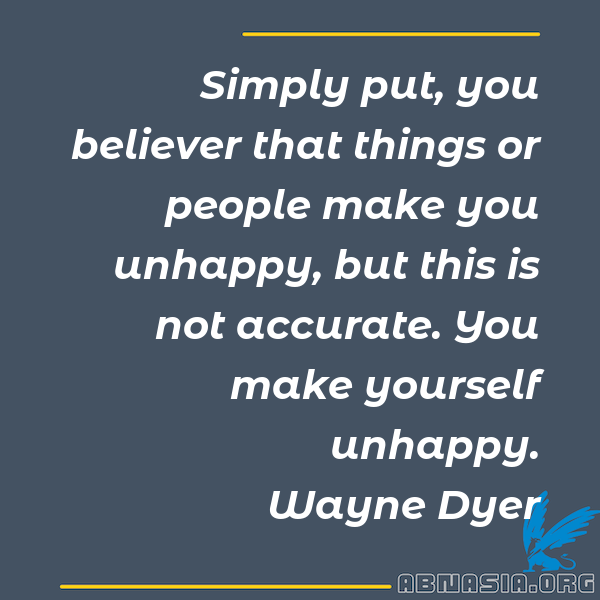 Simply put, you
believer that things or
people make you
unhappy, but this is
not accurate. You
make yourself
unhappy.
Wayne Dyer
ABNASIA.ORG